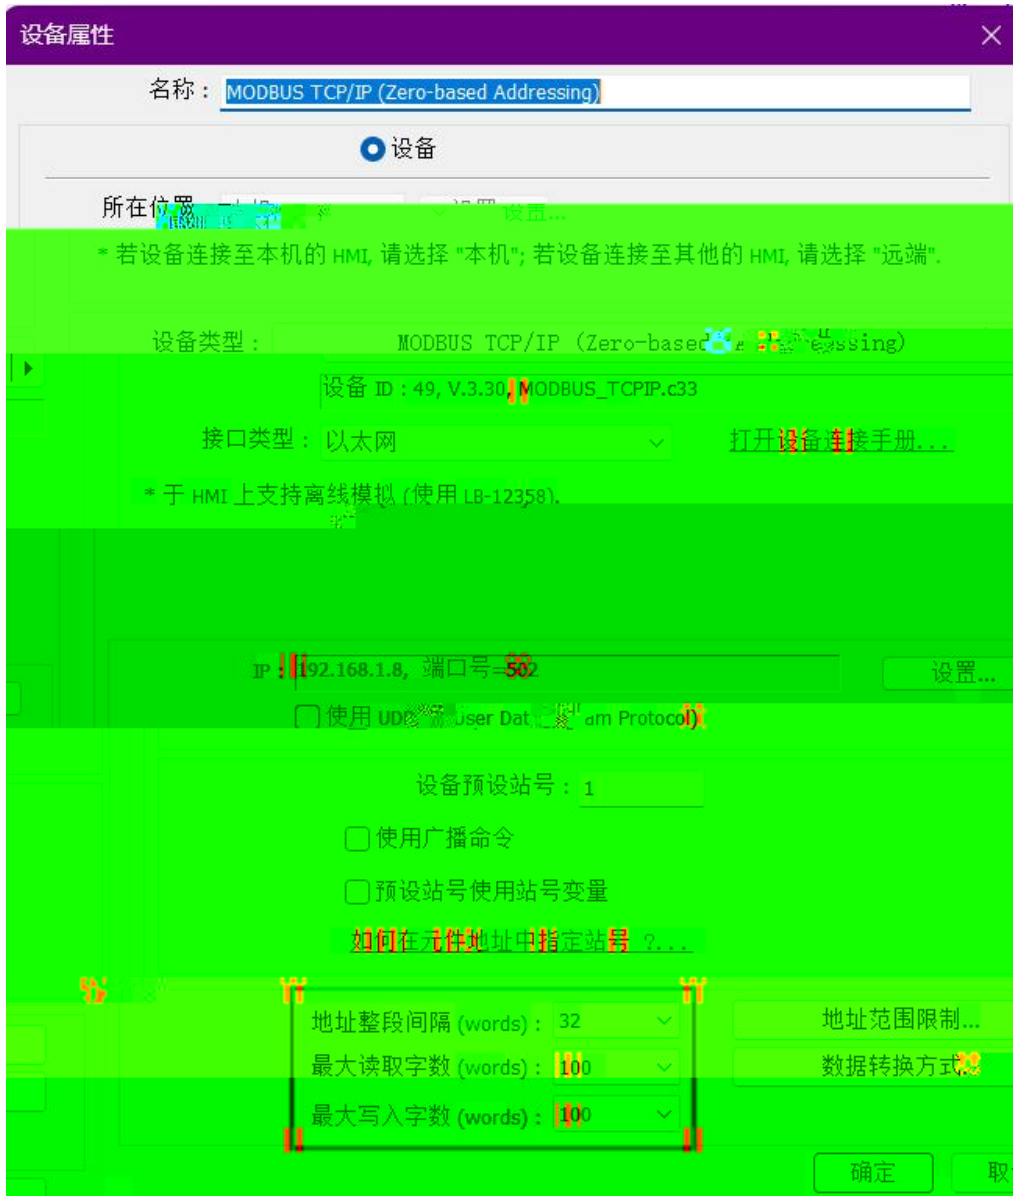 设备属性
名称： MODBUS TCP/IP (Zero-based Addressing)
设备
所在位置 设置...
* 若设备连接至本机的 HMI, 请选择 "本机"; 若设备连接至其他的 HMI, 请选择 "远端".
设备类型： MODBUS TCP/IP (Zero-based
设备 ID : 49, V.3.30, MODBUS_TCPIP.c33
接口类型： 以太网 打开设备连接手册...
* 于 HMI 上支持离线模拟 (使用 LB-12358).
IP : 192.168.1.8, 端口号=502 设置...
使用 UDP User Protocol)
设备预设站号： 1
使用广播命令
预设站号使用站号变量
如何在元件地址中指定站号 ?...
地址整段间隔 (words) : 32 地址范围限制...
最大读取字数 (words) : 100 数据转换方式
最大写入字数 (words) : 100
确定 取